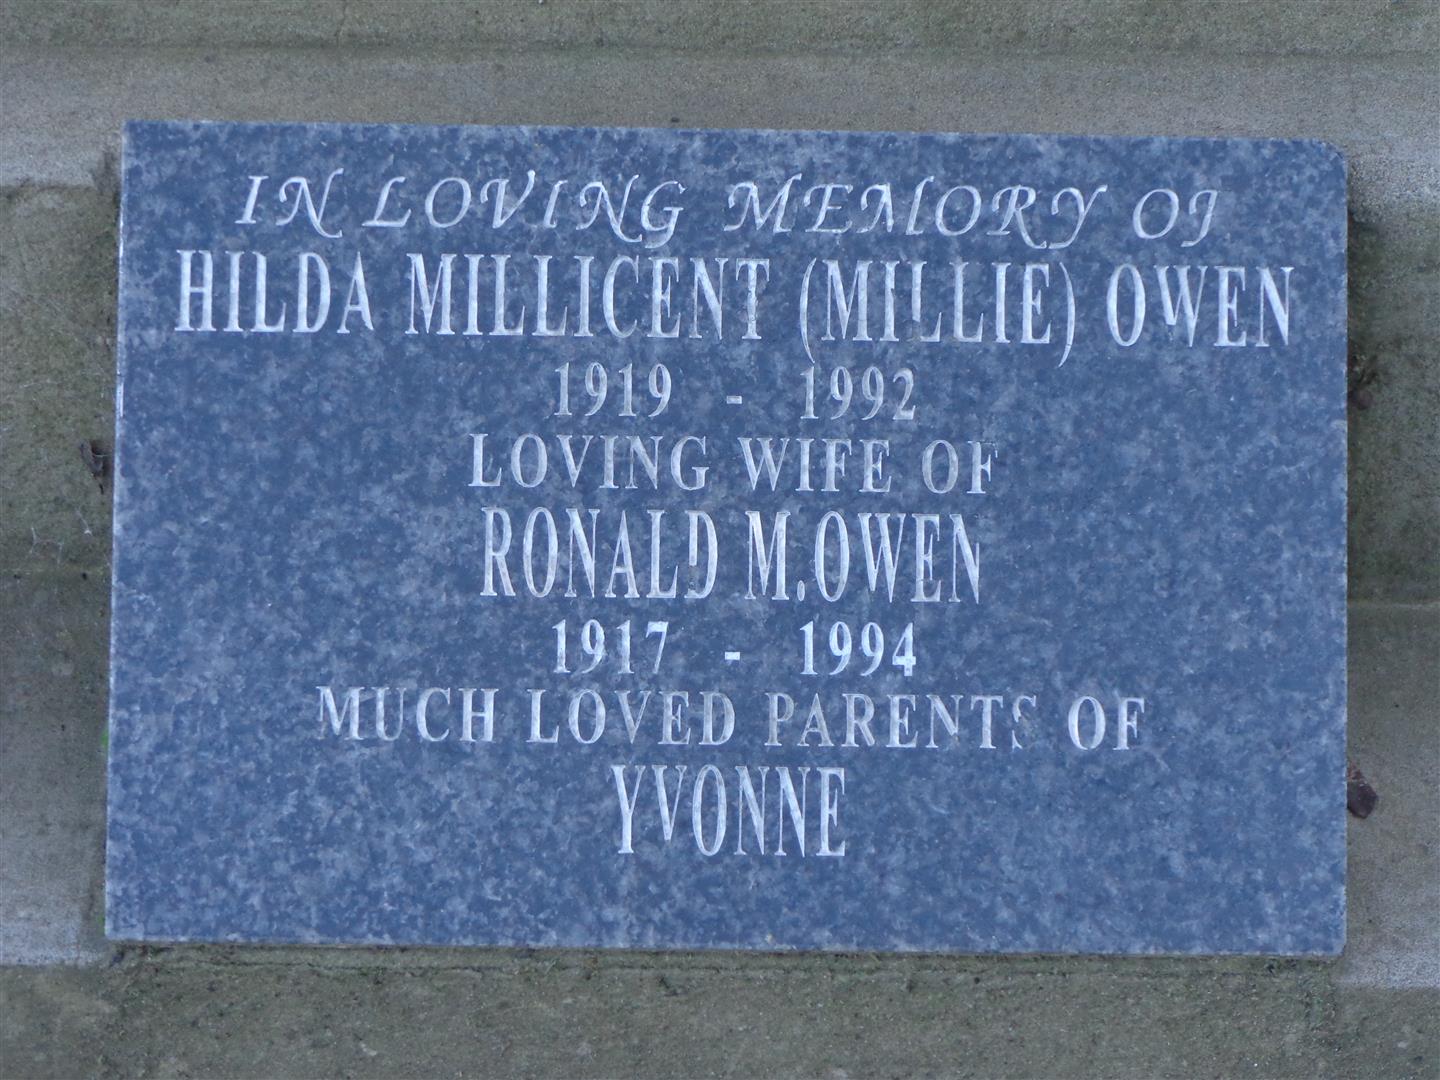 IN LOVING MEMORY OF
HILDA MILLICENT (MILLIE) OWEN
1919 - 1992
LOVING WIFE OF
RONALD M.OWEN
1917 - 1994
MUCH LOVED PARENTS OF
YVONNE